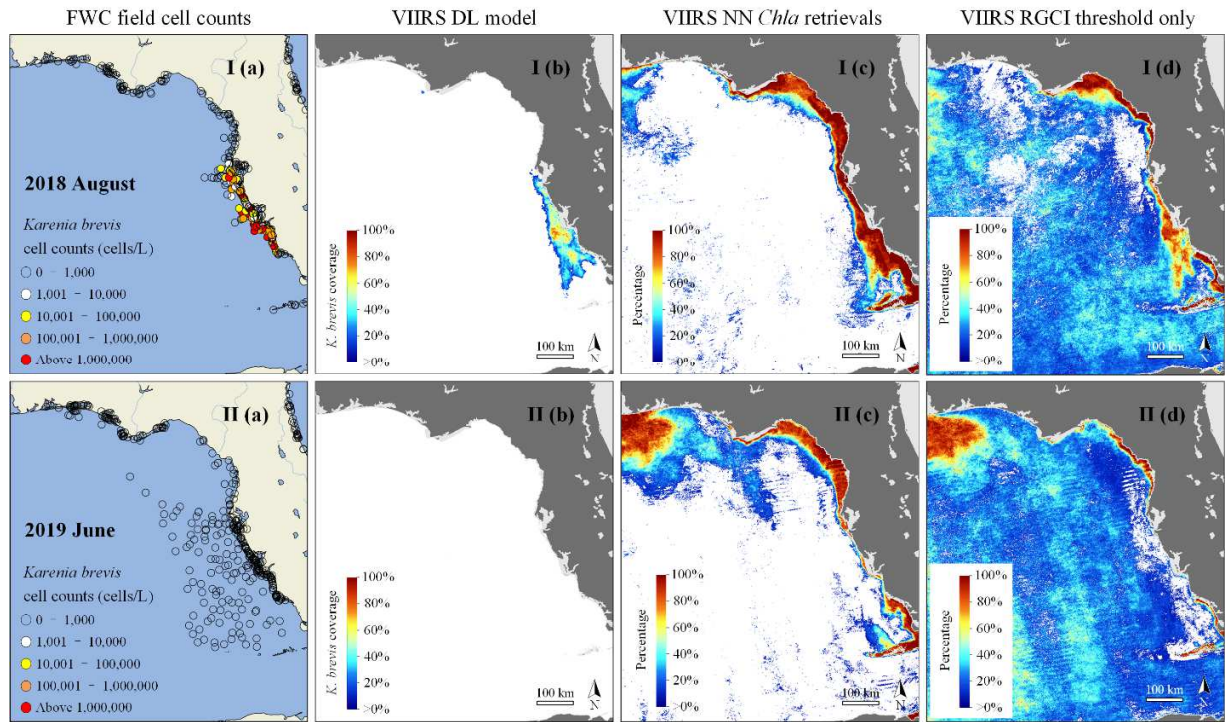 FWC field cell counts
VIIRS DL model
VIIRS NN Chla retrievals
VIIRS RGCI threshold only
I (a)
2018 August
Karenia brevis
cell counts (cells/L)
0 – 1,000
1,001 – 10,000
10,001 – 100,000
100,001 – 1,000,000
Above 1,000,000
I (b)
K. brevis coverage
100%
80%
60%
40%
20%
>0%
100 km
N
I (c)
Percentage
100%
80%
60%
40%
20%
>0%
100 km
N
I (d)
Percentage
100%
80%
60%
40%
20%
>0%
100 km
N
II (a)
2019 June
Karenia brevis
cell counts (cells/L)
0 – 1,000
1,001 – 10,000
10,001 – 100,000
100,001 – 1,000,000
Above 1,000,000
II (b)
K. brevis coverage
100%
80%
60%
40%
20%
>0%
100 km
N
II (c)
Percentage
100%
80%
60%
40%
20%
>0%
100 km
N
II (d)
Percentage
100%
80%
60%
40%
20%
>0%
100 km
N